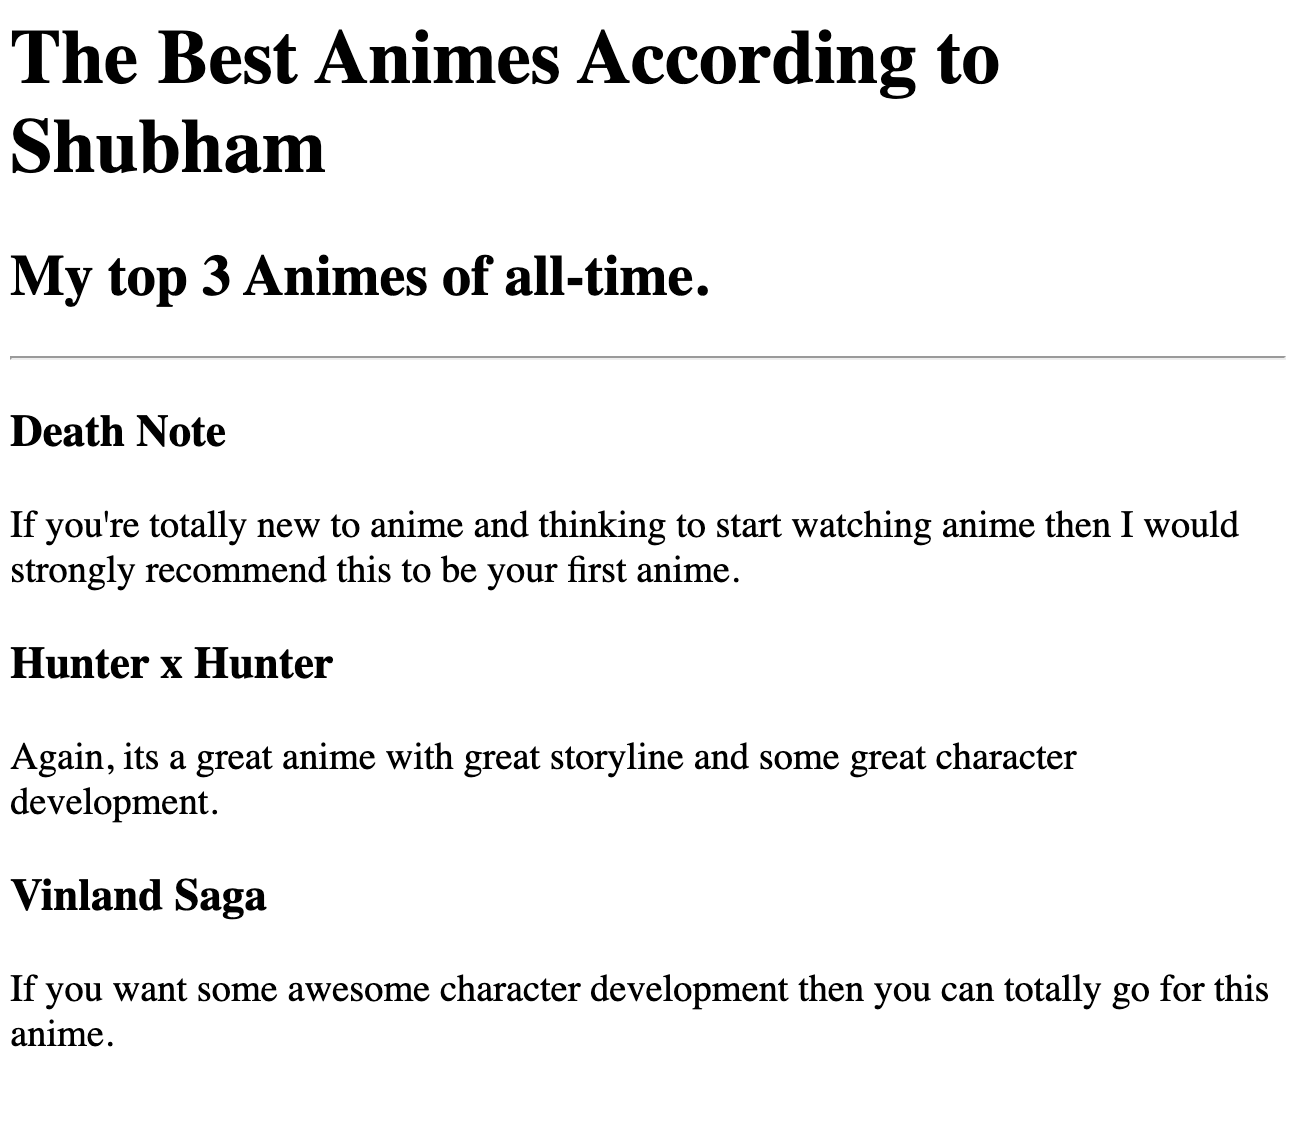 The Best Animes According to
Shubham
My top 3 Animes of all-time.
Death Note
If you're totally new to anime and thinking to start watching anime then I would
strongly recommend this to be your first anime.
Hunter x Hunter
Again, its a great anime with great storyline and some great character
development.
Vinland Saga
If you want some awesome character development then you can totally go for this
anime.